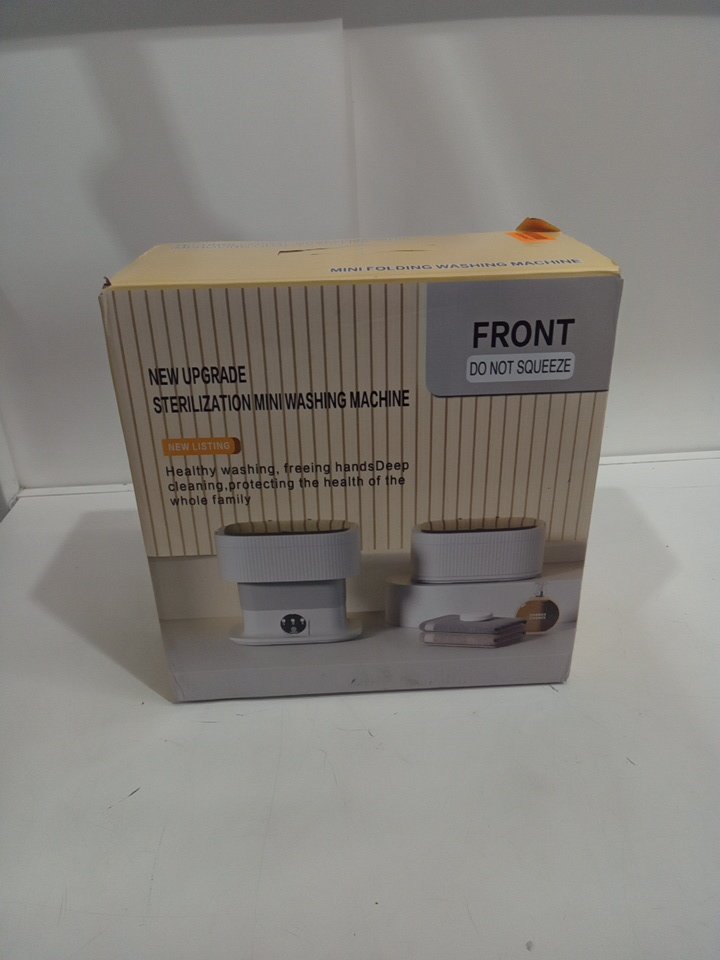 MINI FOLDING WASHING MACHINE
FRONT
DO NOT SQUEEZE
NEW UPGRADE
STERILIZATION MINI WASHING MACHINE
NEW LISTING
Healthy washing, freeing handsDeep
cleaning,protecting the health of the
whole family